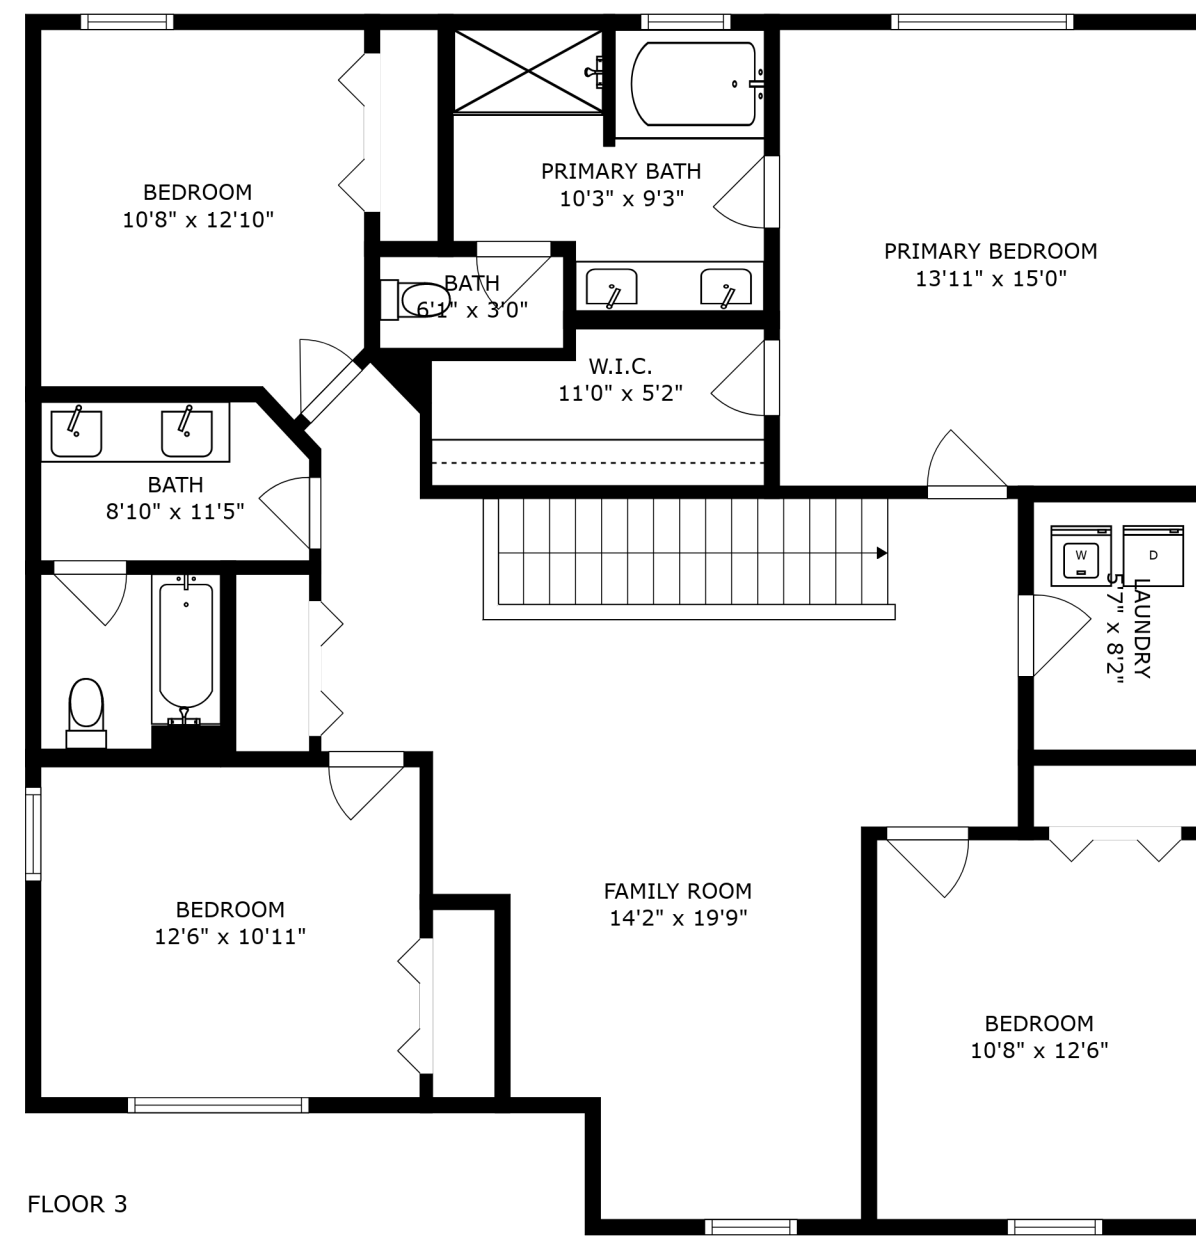 BEDROOM
10'8" x 12'10"
PRIMARY BATH
10'3" x 9'3"
PRIMARY BEDROOM
13'11" x 15'0"
BATH
6'1" x 3'0"
W.I.C.
11'0" x 5'2"
BATH
8'10" x 11'5"
W
D
LAUNDRY
5'7" x 8'2"
BEDROOM
12'6" x 10'11"
FAMILY ROOM
14'2" x 19'9"
BEDROOM
10'8" x 12'6"
FLOOR 3